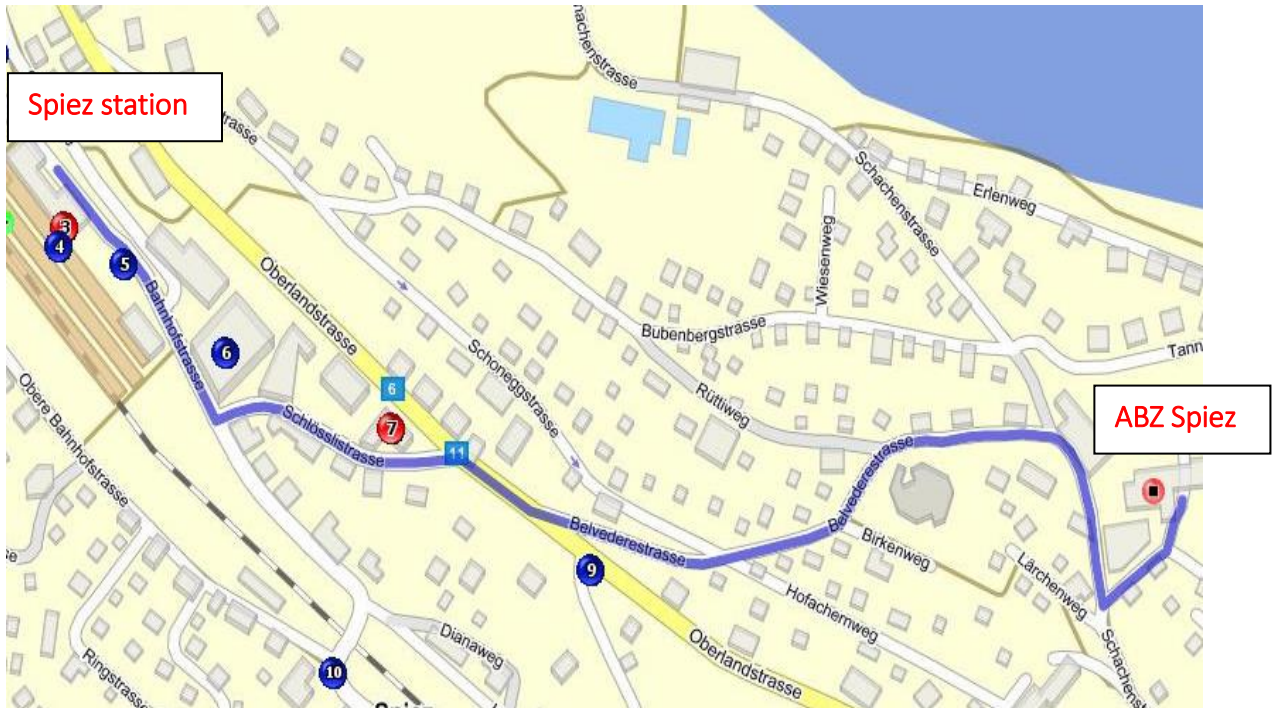 Spiez station
ABZ Spiez
Schachenstrasse
Erlenweg
Wiesenweg
Bubenbergstrasse
Rüttiweg
Oberlandstrasse
Schoneggstrasse
Bahnhofstrasse
Schlösslistrasse
Obere Bahnhofstrasse
Belvederestrasse
Belvederestrasse
Birkenweg
Lärchenweg
Hofachernweg
Oberlandstrasse
Dianaweg
3
4
5
6
6
7
11
9
10